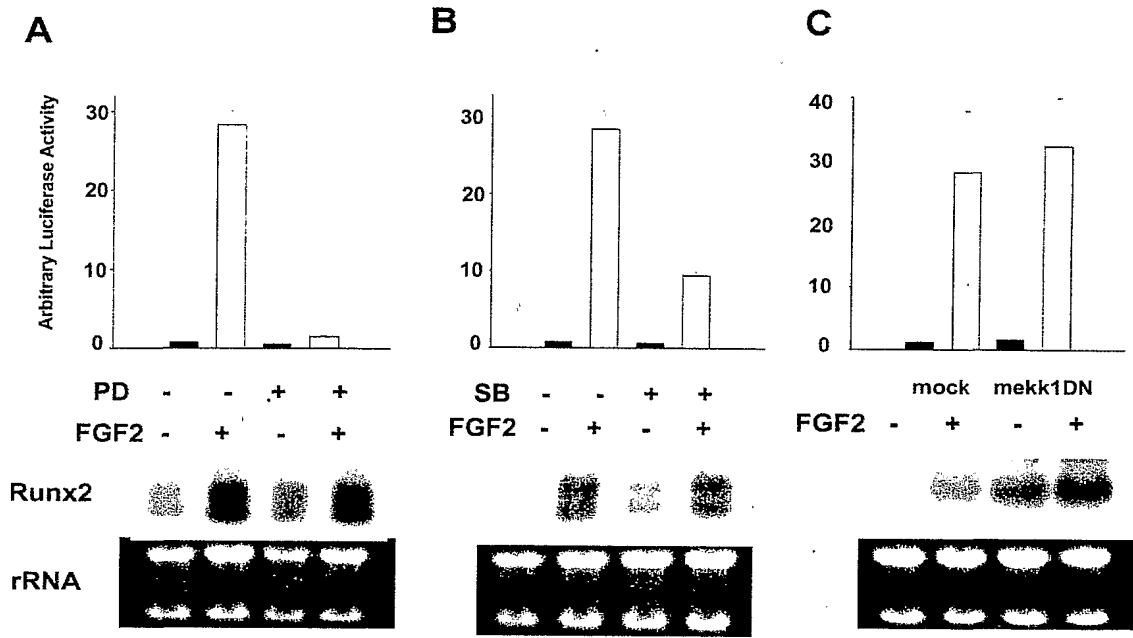 A
B
C
Arbitrary Luciferase Activity
30
20
10
0
30
20
10
0
40
30
20
10
0
PD - - + +
FGF2 - + - +
SB - - + +
FGF2 - + - +
mock mekk1DN
FGF2 - + - +
Runx2
rRNA